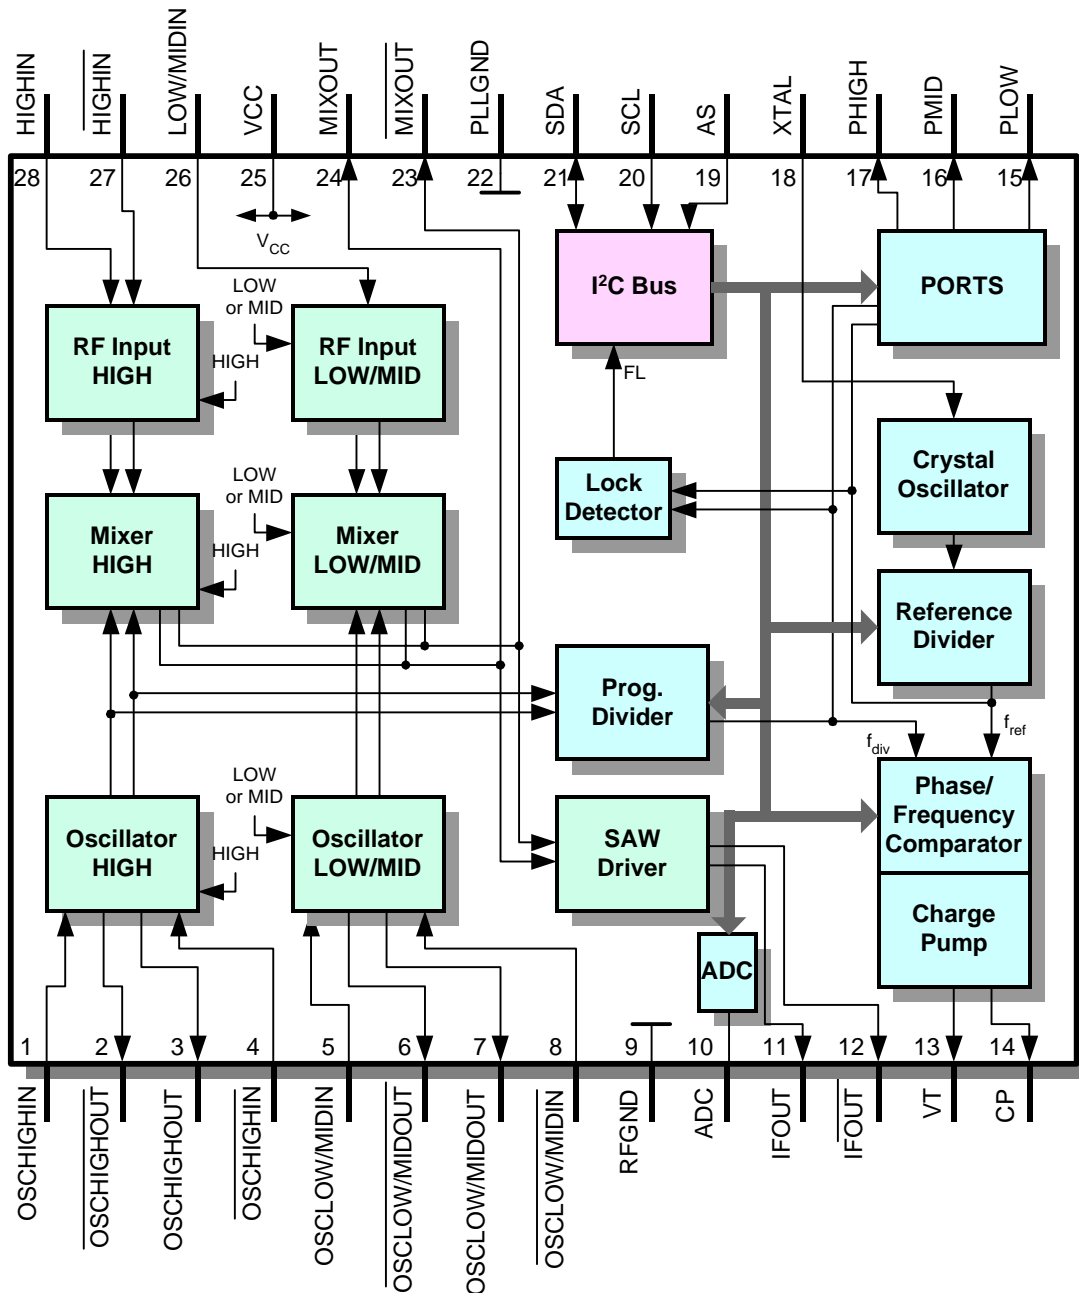 HIGHIN
HIGHIN
LOW/MIDIN
VCC
MIXOUT
MIXOUT
PLLGND
SDA
SCL
AS
XTAL
PHIGH
PMID
PLOW
28
27
26
25
24
23
22
21
20
19
18
17
16
15
VCC
LOW
or MID
RF Input
HIGH
HIGH
RF Input
LOW/MID
I²C Bus
PORTS
FL
LOW
or MID
Mixer
HIGH
HIGH
Mixer
LOW/MID
Lock
Detector
Crystal
Oscillator
Reference
Divider
Prog.
Divider
fdiv
fref
LOW
or MID
Oscillator
HIGH
HIGH
Oscillator
LOW/MID
SAW
Driver
Phase/
Frequency
Comparator
Charge
Pump
ADC
1
2
3
4
5
6
7
8
9
10
11
12
13
14
OSCHIGHIN
OSCHIGHOUT
OSCHIGHOUT
OSCHIGHIN
OSCLOW/MIDIN
OSCLOW/MIDOUT
OSCLOW/MIDOUT
OSCLOW/MIDIN
RFGND
ADC
IFOUT
IFOUT
VT
CP